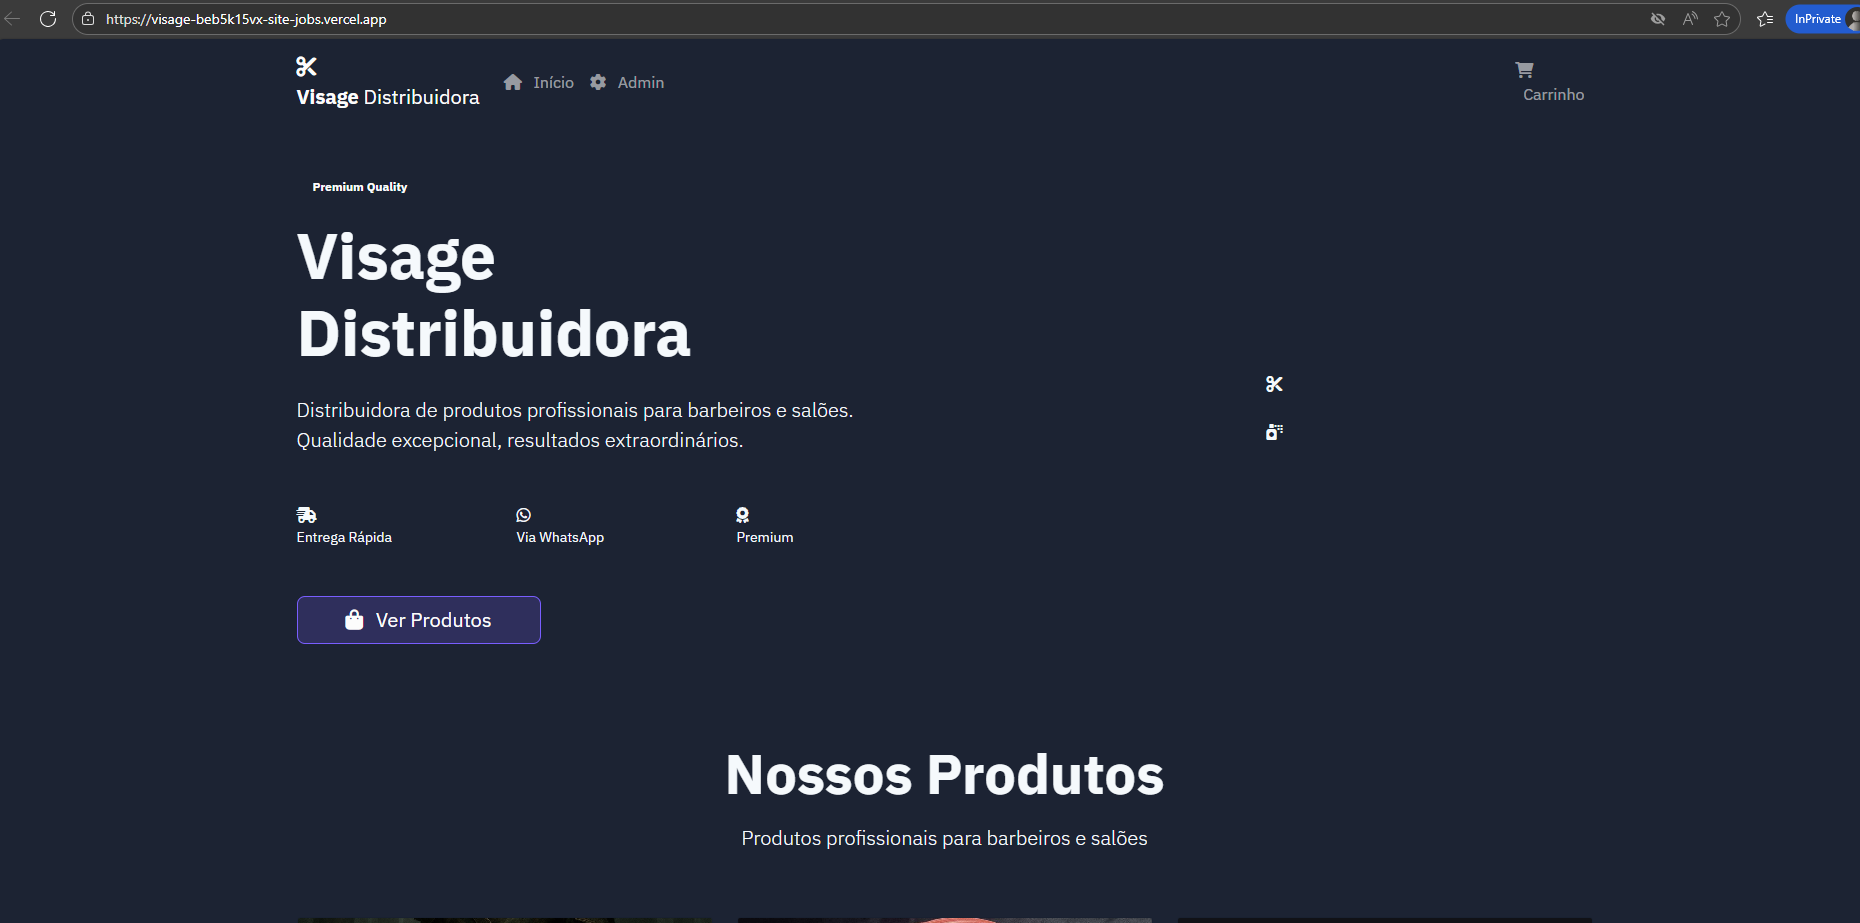 https://visage-beb5k15vx-site-jobs.vercel.app
InPrivate
Visage Distribuidora
Início
Admin
Carrinho
Premium Quality
Visage
Distribuidora
Distribuidora de produtos profissionais para barbeiros e salões.
Qualidade excepcional, resultados extraordinários.
Entrega Rápida
Via WhatsApp
Premium
Ver Produtos
Nossos Produtos
Produtos profissionais para barbeiros e salões